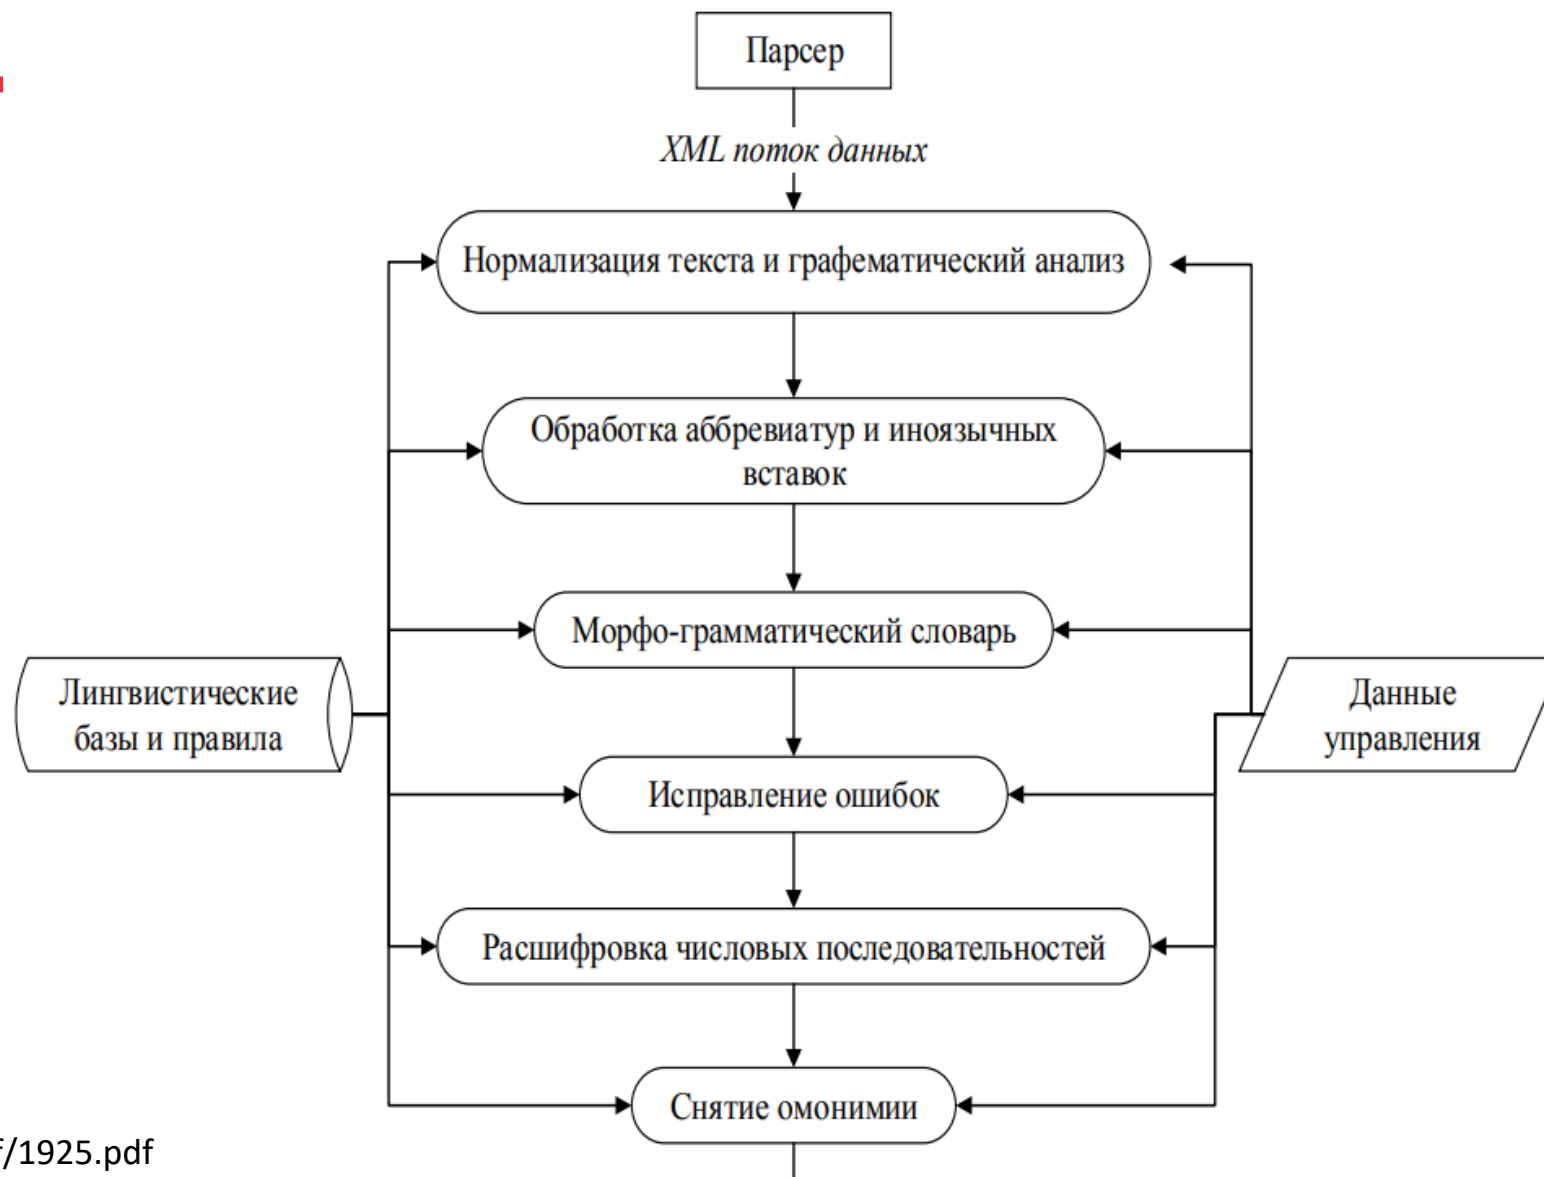 Парсер
XML поток данных
Нормализация текста и графематический анализ
Обработка аббревиатур и иноязычных
вставок
Морфо-грамматический словарь
Лингвистические
базы и правила
Данные
управления
Исправление ошибок
Расшифровка числовых последовательностей
Снятие омонимии
/1925.pdf